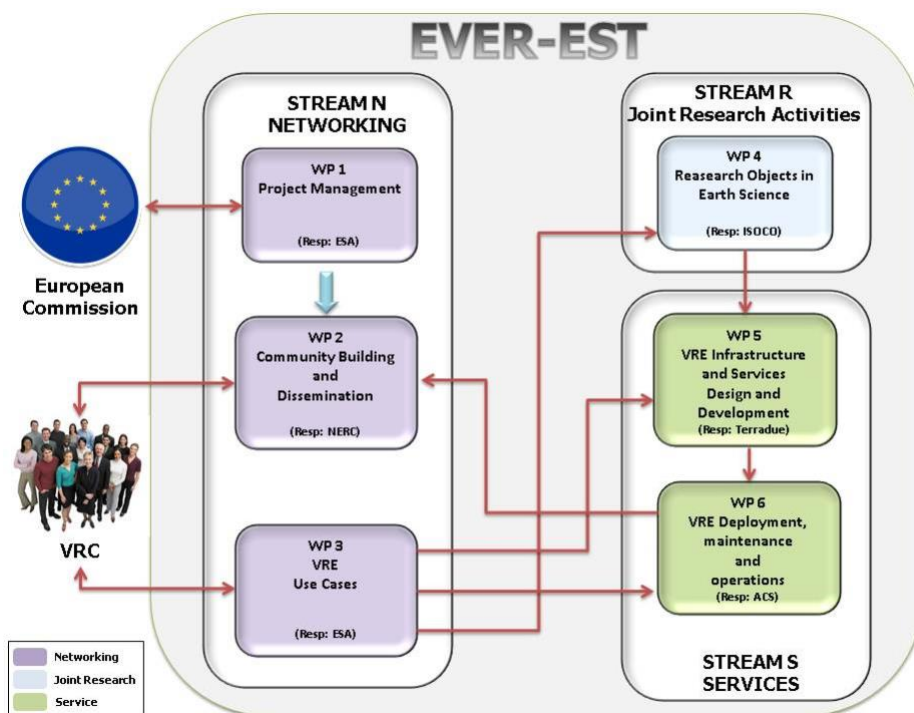 EVER-EST
STREAM N
NETWORKING
WP 1
Project Management
(Resp: ESA)
WP 2
Community Building
and
Dissemination
(Resp: NERC)
WP 3
VRE
Use Cases
(Resp: ESA)
STREAM R
Joint Research Activities
WP 4
Reasearch Objects in
Earth Science
(Resp: ISOCO)
WP 5
VRE Infrastructure
and Services
Design and
Development
(Resp: Terradue)
WP 6
VRE Deployment,
maintenance
and
operations
(Resp: ACS)
STREAM S
SERVICES
European
Commission
VRC
Networking
Joint Research
Service